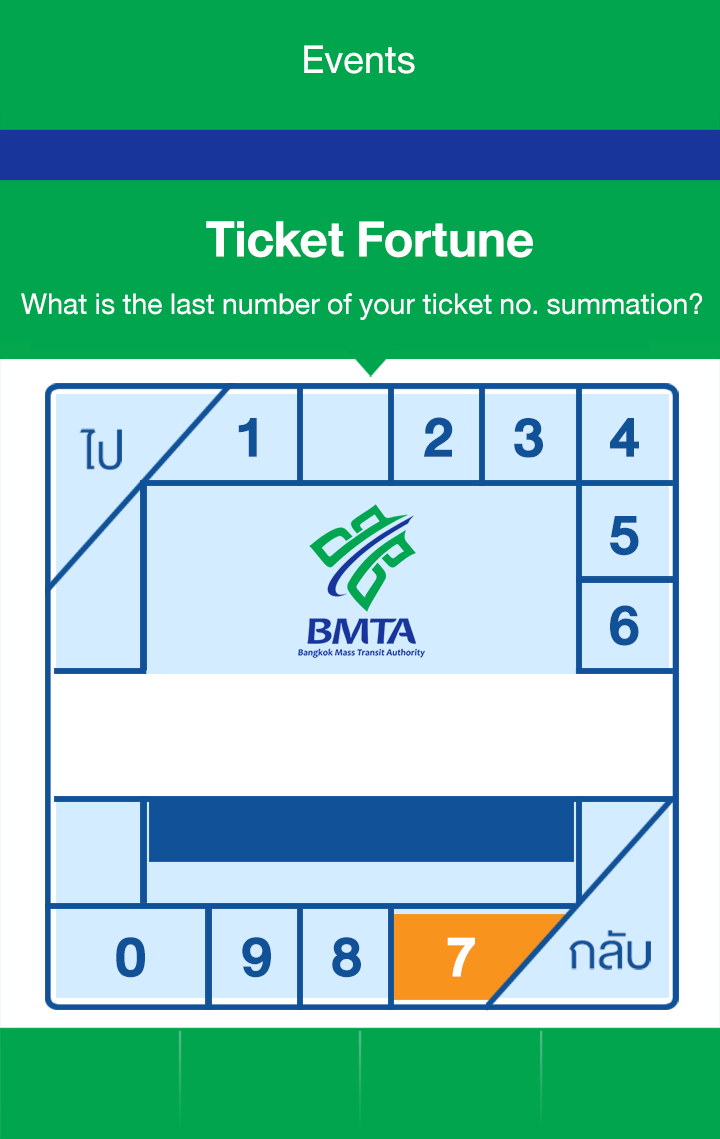 Events
Ticket Fortune
What is the last number of your ticket no. summation?
ไป 1 2 3 4
5
6
BMTA
Bangkok Mass Transit Authority
0 9 8 7 กลับ